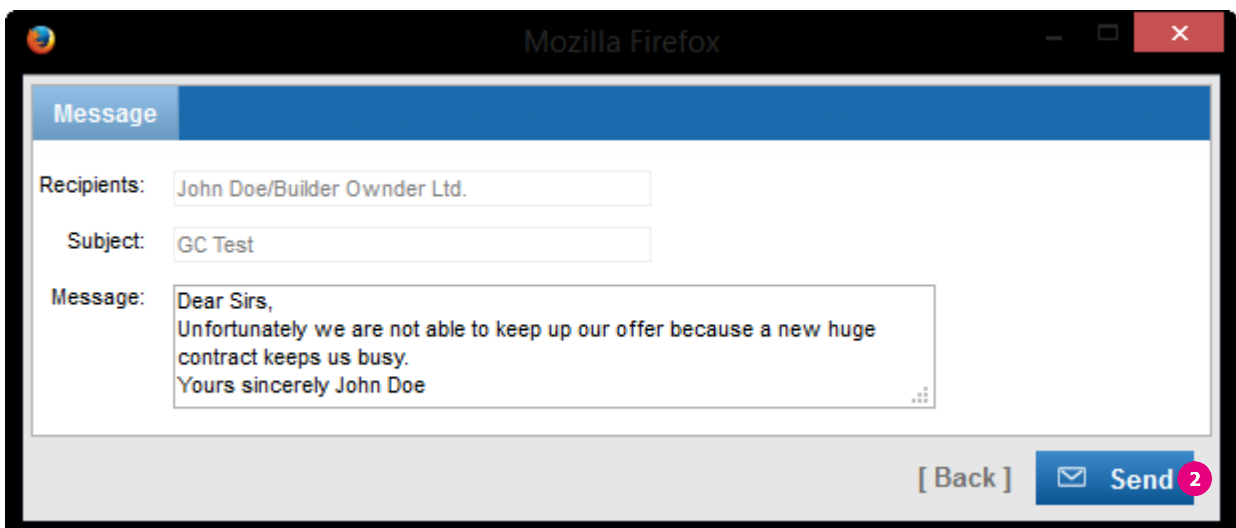 Mozilla Firefox
Message
Recipients: John Doe/Builder Ownder Ltd.
Subject: GC Test
Message: Dear Sirs,
Unfortunately we are not able to keep up our offer because a new huge
contract keeps us busy.
Yours sincerely John Doe
[ Back ] Send 2